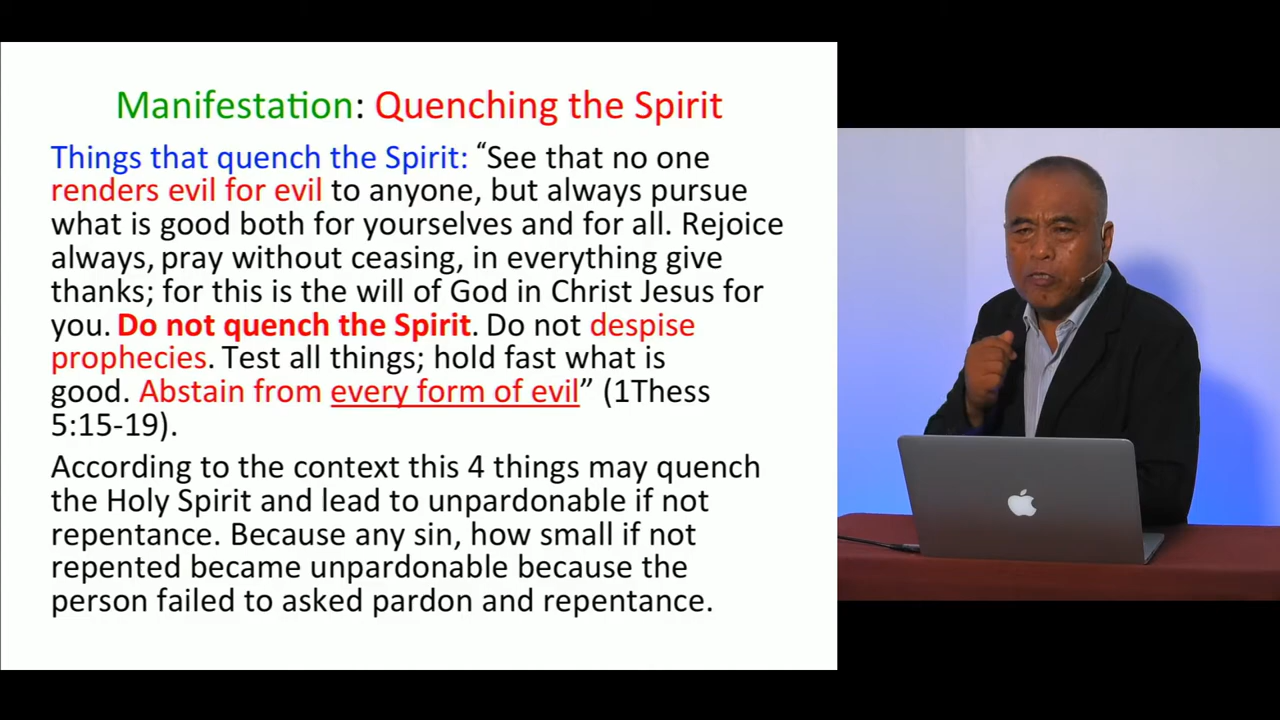 Manifestation: Quenching the Spirit
Things that quench the Spirit: “See that no one
renders evil for evil to anyone, but always pursue
what is good both for yourselves and for all. Rejoice
always, pray without ceasing, in everything give
thanks; for this is the will of God in Christ Jesus for
you. Do not quench the Spirit. Do not despise
prophecies. Test all things; hold fast what is
good. Abstain from every form of evil” (1Thess
5:15-19).
According to the context this 4 things may quench
the Holy Spirit and lead to unpardonable if not
repentance. Because any sin, how small if not
repented became unpardonable because the
person failed to asked pardon and repentance.